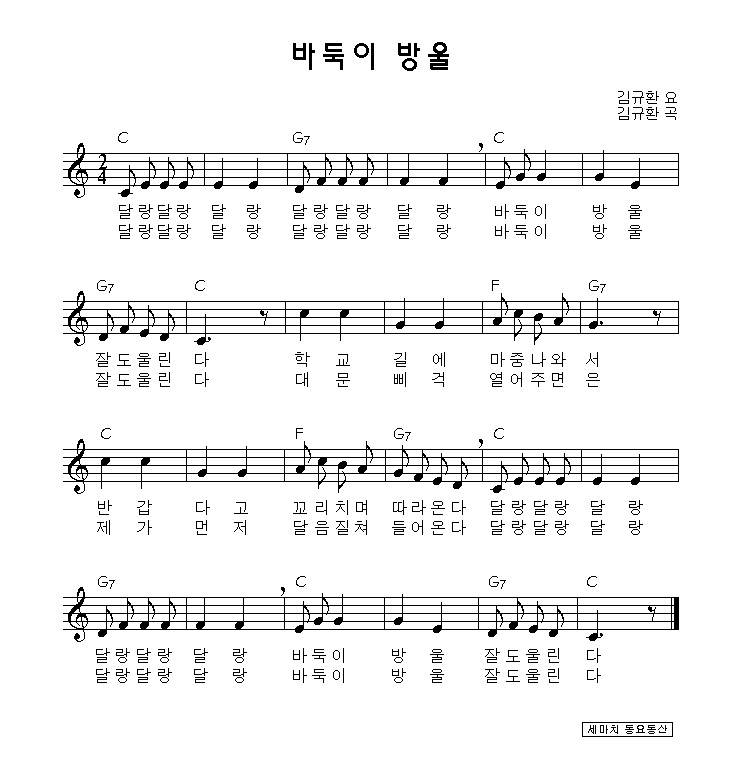 바둑이 방울
김규환 요
김규환 곡
C G7 C
2
4
달랑달랑 달 랑 달랑달랑 달 랑 바둑이 방 울
달랑달랑 달 랑 달랑달랑 달 랑 바둑이 방 울
G7 C F G7
잘도울린 다 학 교 길 에 마중나와 서
잘도울린 다 대 문 삐 걱 열어주면 은
C F G7 C
반 갑 다 고 꼬리치며 따라온다 달랑달랑 달 랑
제 가 먼 저 달음질쳐 들어온다 달랑달랑 달 랑
G7 C G7 C
달랑달랑 달 랑 바둑이 방 울 잘도울린 다
달랑달랑 달 랑 바둑이 방 울 잘도울린 다
세마치 동요동산